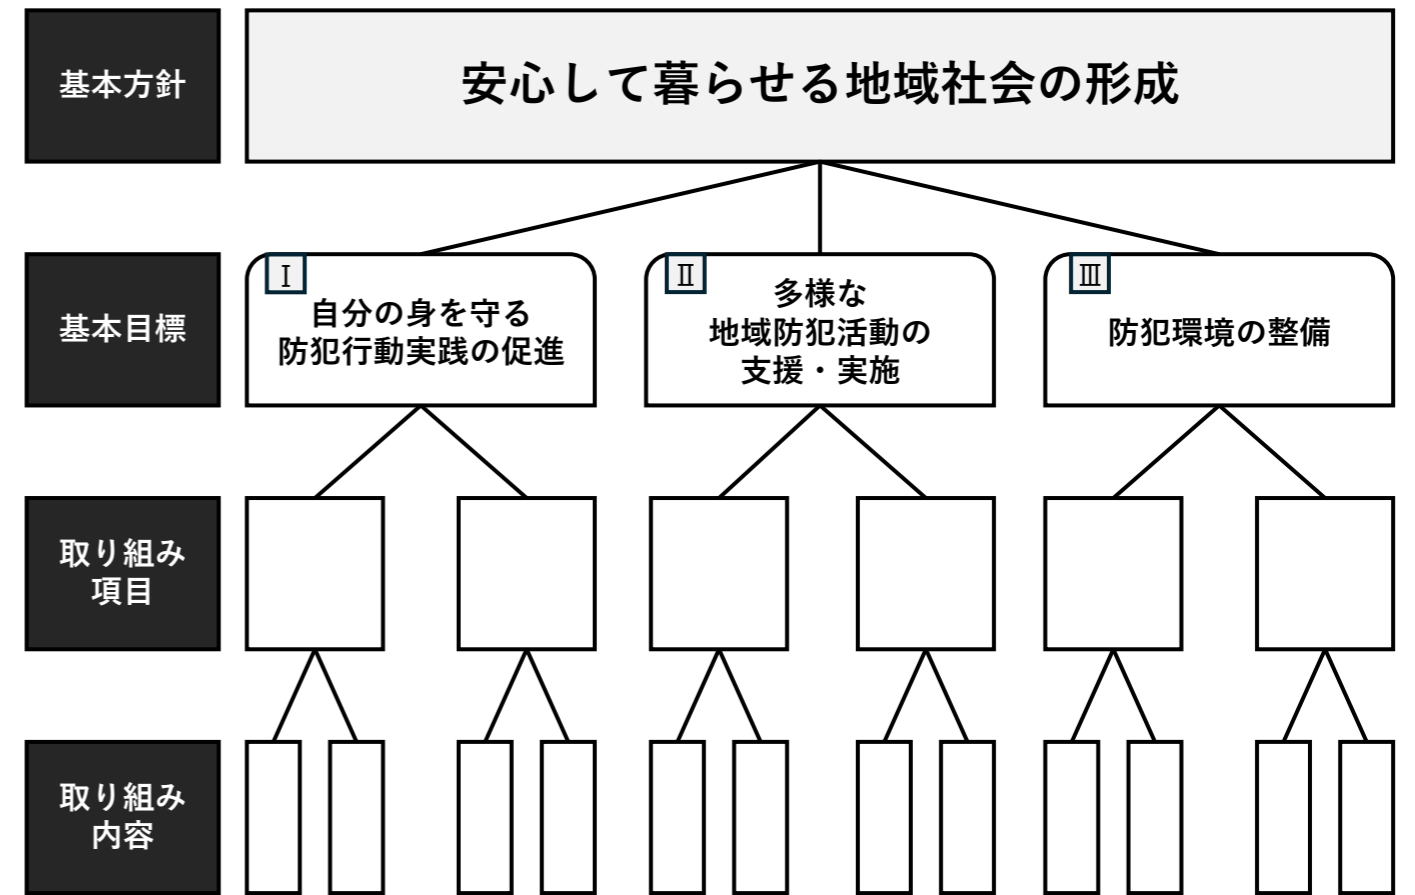 基本方針
安心して暮らせる地域社会の形成
基本目標
Ⅰ
自分の身を守る
防犯行動実践の促進
Ⅱ
多様な
地域防犯活動の
支援・実施
Ⅲ
防犯環境の整備
取り組み
項目
取り組み
内容